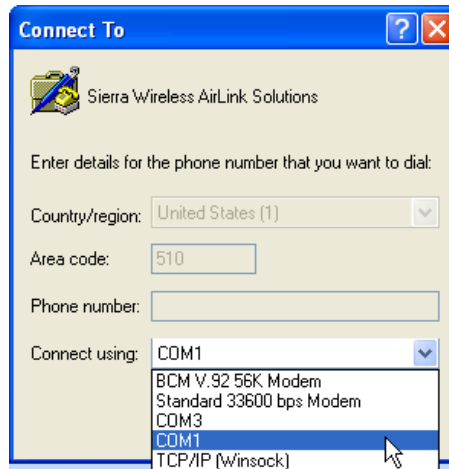 Connect To
Sierra Wireless AirLink Solutions
Enter details for the phone number that you want to dial:
Country/region: United States (1)
Area code: 510
Phone number:
Connect using: COM1
BCM V.92 56K Modem
Standard 33600 bps Modem
COM3
COM1
TCP/IP (Winsock)